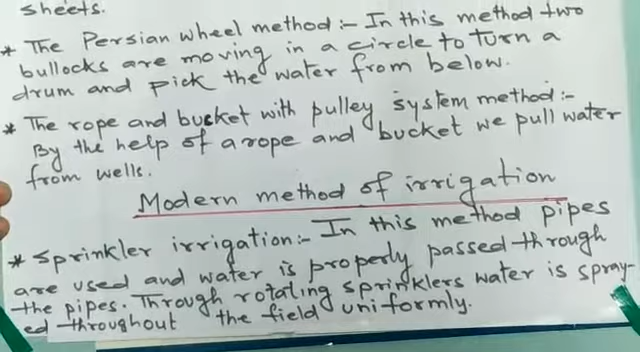 sheets.
* The Persian wheel method :- In this method two
bullocks are moving in a circle to turn a
drum and pick the water from below.
* The rope and bucket with pulley system method :-
By the help of a rope and bucket we pull water
from wells.
Modern method of irrigation
* Sprinkler irrigation :- In this method pipes
are used and water is properly passed through
the pipes. Through rotating sprinklers water is spray-
ed throughout the field uniformly.